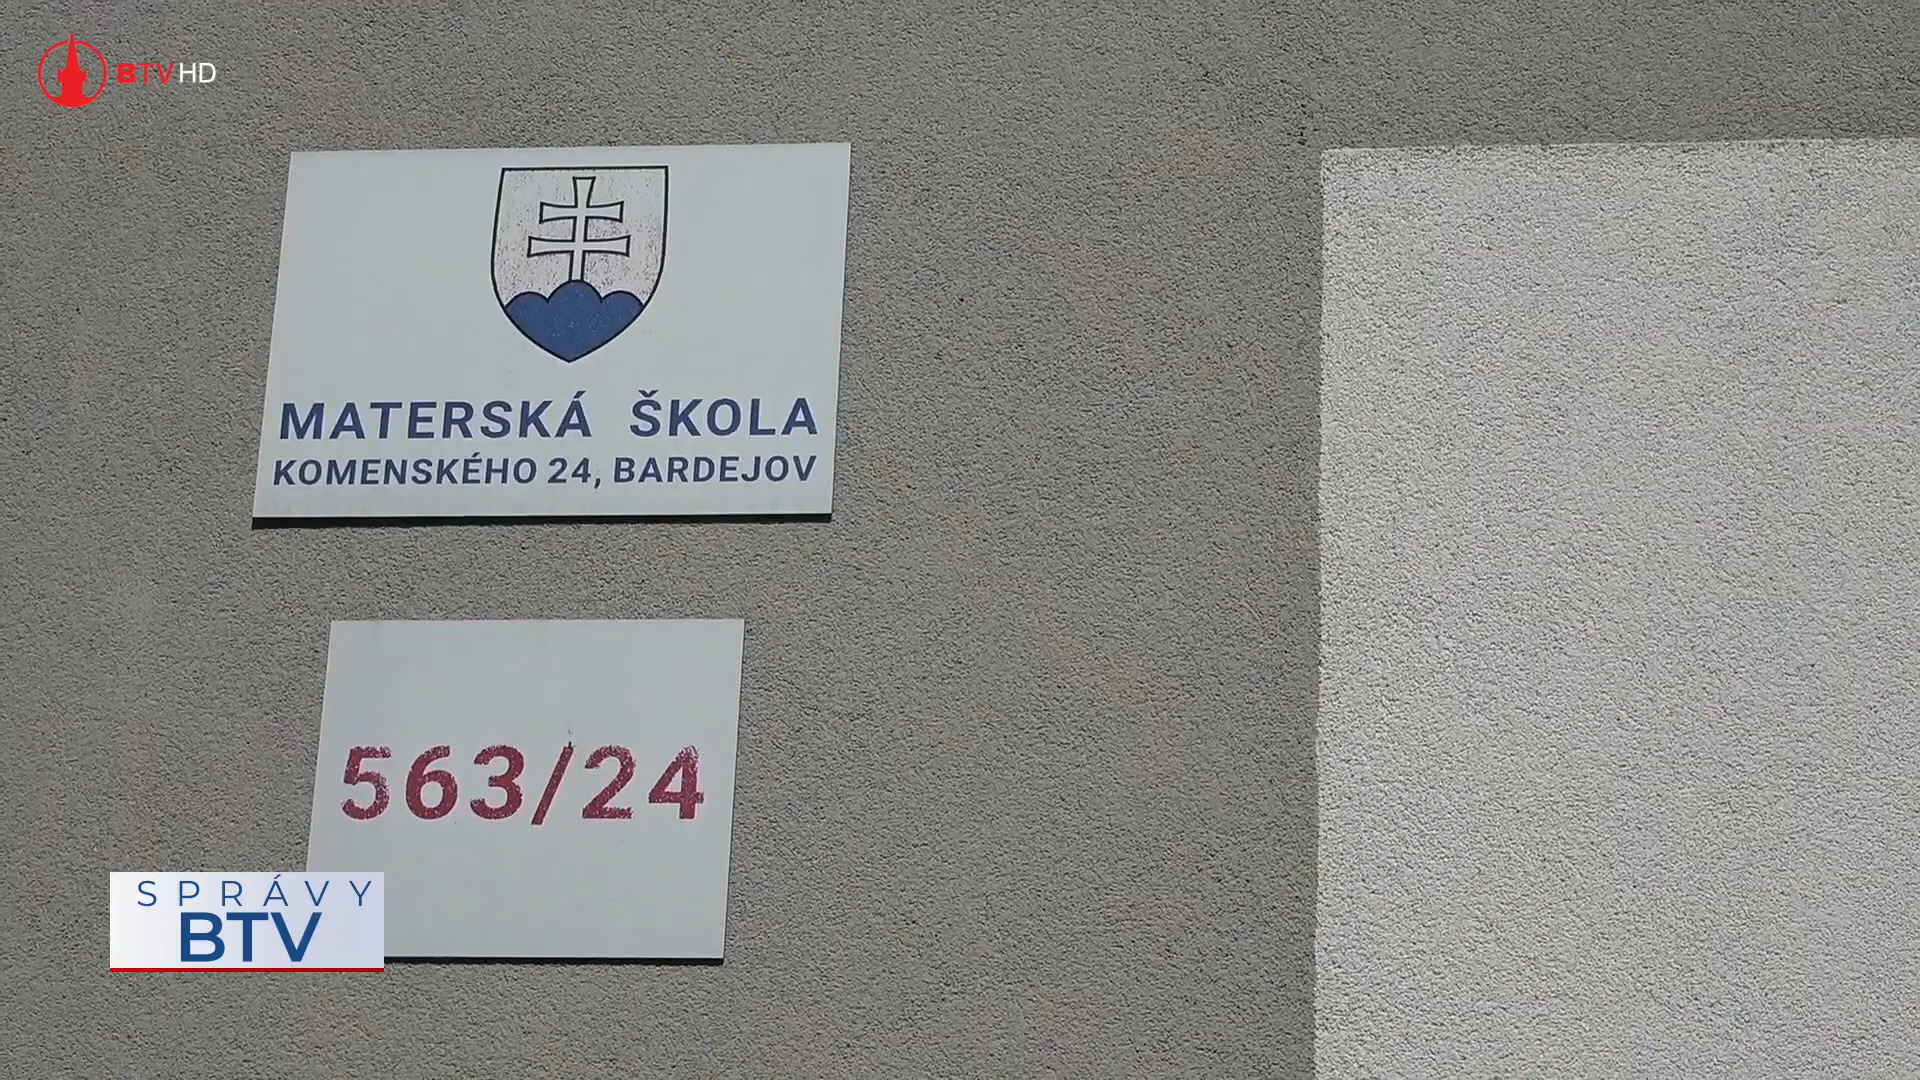 BTV HD
MATERSKÁ ŠKOLA
KOMENSKÉHO 24, BARDEJOV
563/24
SPRÁVY
BTV